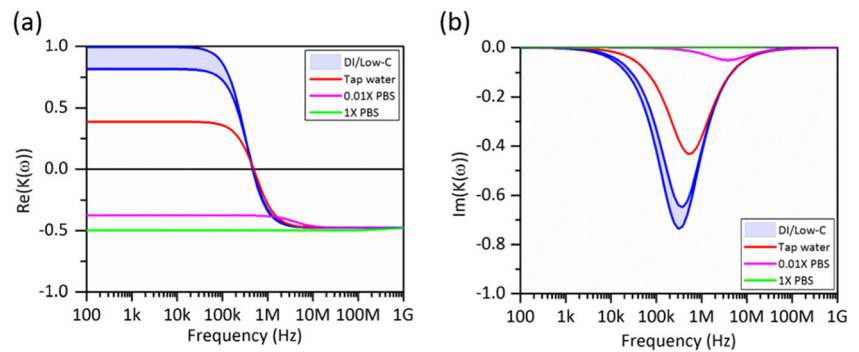 (a)
1.0
0.5
0.0
-0.5
-1.0
Re(K(ω))
DI/Low-C
Tap water
0.01X PBS
1X PBS
100 1k 10k 100k 1M 10M 100M 1G
Frequency (Hz)
(b)
0.0
-0.2
-0.4
-0.6
-0.8
-1.0
Im(K(ω))
DI/Low-C
Tap water
0.01X PBS
1X PBS
100 1k 10k 100k 1M 10M 100M 1G
Frequency (Hz)